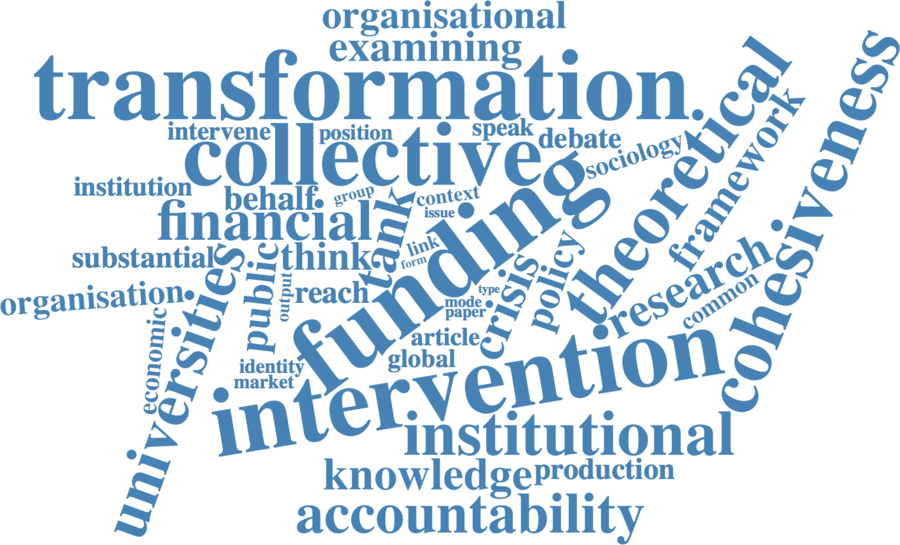 organisational
examining
transformation
theoretical
cohesiveness
framework
intervene
position
speak
debate
collective
sociology
institution
behalf
group
context
issue
financial
tank
funding
link
form
substantial
think
universities
public
output
crisis
policy
research
common
organisation
reach
type
mode
paper
economic
article
global
identity
market
intervention
institutional
knowledge
production
accountability